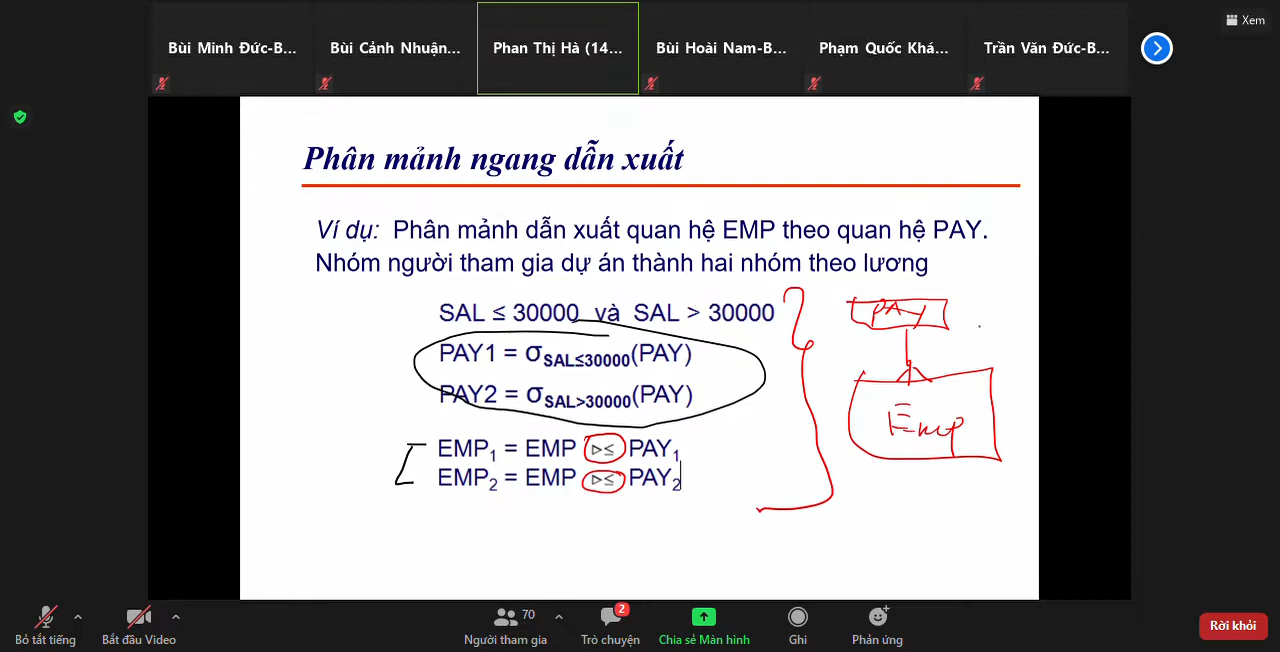 Xem
Bùi Minh Đức-B...
Bùi Cảnh Nhuận...
Phan Thị Hà (14...
Bùi Hoài Nam-B...
Phạm Quốc Khá...
Trần Văn Đức-B...
Phân mảnh ngang dẫn xuất
Ví dụ: Phân mảnh dẫn xuất quan hệ EMP theo quan hệ PAY.
Nhóm người tham gia dự án thành hai nhóm theo lương
SAL ≤ 30000 và SAL > 30000
PAY1 = σSAL≤30000(PAY)
PAY2 = σSAL>30000(PAY)
EMP1 = EMP ⊳≤ PAY1
EMP2 = EMP ⊳≤ PAY2
PAY
Emp
Bỏ tắt tiếng
Bắt đầu Video
70
Người tham gia
2
Trò chuyện
Chia sẻ Màn hình
Ghi
Phản ứng
Rời khỏi